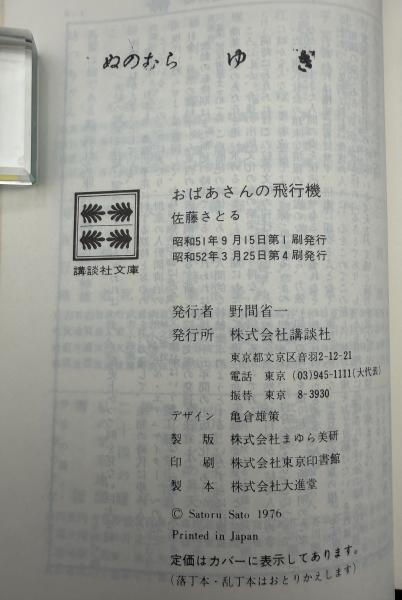 ぬのむら ゆぎ
おばあさんの飛行機
佐藤さとる
昭和51年9月15日第1刷発行
昭和52年3月25日第4刷発行
講談社文庫
発行者 野間省一
発行所 株式会社講談社
東京都文京区音羽2-12-21
電話 東京 (03)945-1111(大代表)
振替 東京 8-3930
デザイン 亀倉雄策
製版 株式会社まゆら美研
印刷 株式会社東京印書館
製本 株式会社大進堂
© Satoru Sato 1976
Printed in Japan
定価はカバーに表示してあります。
(落丁本・乱丁本はおとりかえします)